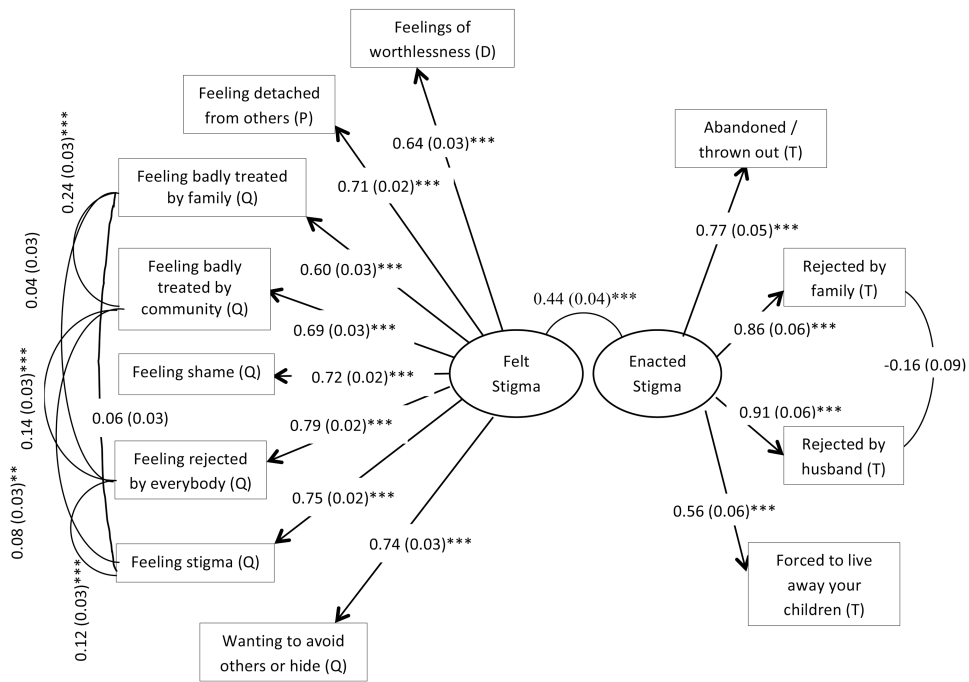 Feelings of
worthlessness (D)
Feeling detached
from others (P)
Abandoned /
thrown out (T)
0.24 (0.03)***
0.64 (0.03)***
0.71 (0.02)***
Feeling badly treated
by family (Q)
0.77 (0.05)***
0.04 (0.03)
0.60 (0.03)***
Feeling badly
treated by
community (Q)
Rejected by
family (T)
0.44 (0.04)***
0.69 (0.03)***
0.86 (0.06)***
Felt
Stigma
Enacted
Stigma
-0.16 (0.09)
Feeling shame (Q)
0.72 (0.02)***
0.14 (0.03)***
0.06 (0.03)
0.79 (0.02)***
0.91 (0.06)***
Feeling rejected
by everybody (Q)
Rejected by
husband (T)
0.08 (0.03)**
0.75 (0.02)***
0.56 (0.06)***
Feeling stigma (Q)
0.74 (0.03)***
Forced to live
away your
children (T)
0.12 (0.03)***
Wanting to avoid
others or hide (Q)